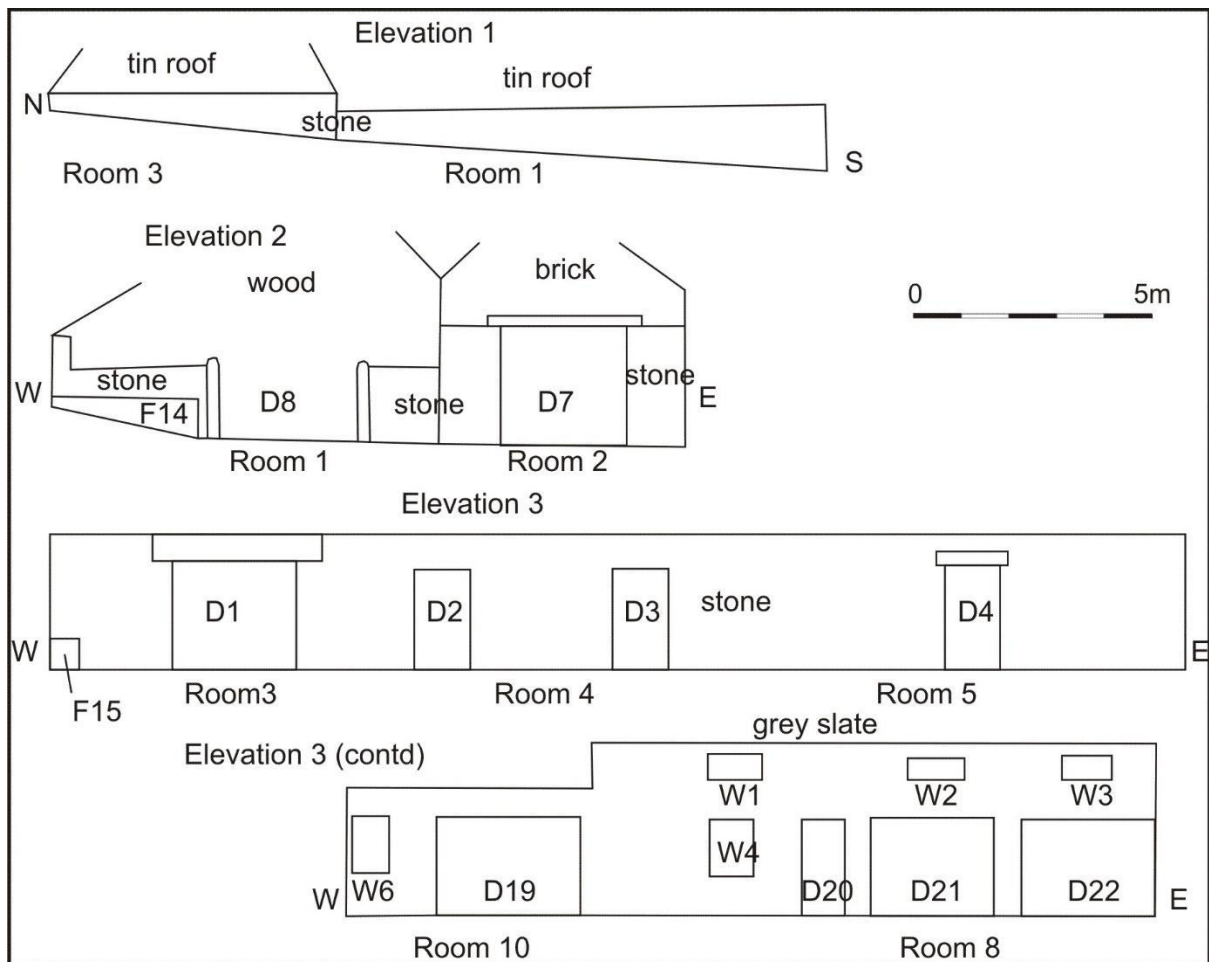 Elevation 1
tin roof
tin roof
N
stone
Room 3
Room 1
S
Elevation 2
wood
brick
0 5m
W
stone
F14
D8
stone
D7
stone
E
Room 1
Room 2
Elevation 3
D1
D2
D3
stone
D4
W
E
Room3
Room 4
Room 5
F15
grey slate
Elevation 3 (contd)
W1
W2
W3
W4
W6
D19
D20
D21
D22
W
E
Room 10
Room 8